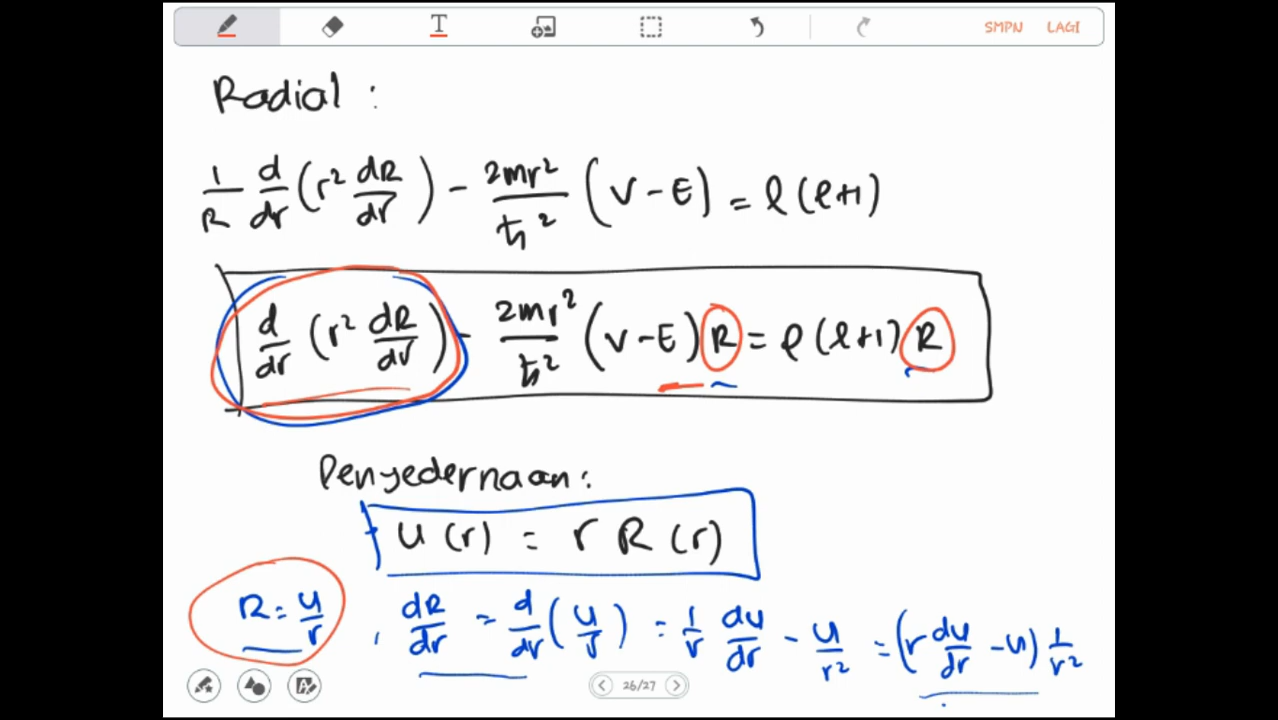 T
SMPN LAGI
Radial :
1/R d/dr (r² dR/dr) - 2mr²/ħ² (V - E) = l(l+1)
d/dr (r² dR/dr) - 2mr²/ħ² (V - E) R = l(l+1) R
Penyedernaan :
u(r) = r R(r)
R = u/r , dR/dr = d/dr (u/r) = 1/r du/dr - u/r² = (r du/dr - u) 1/r²
26/27